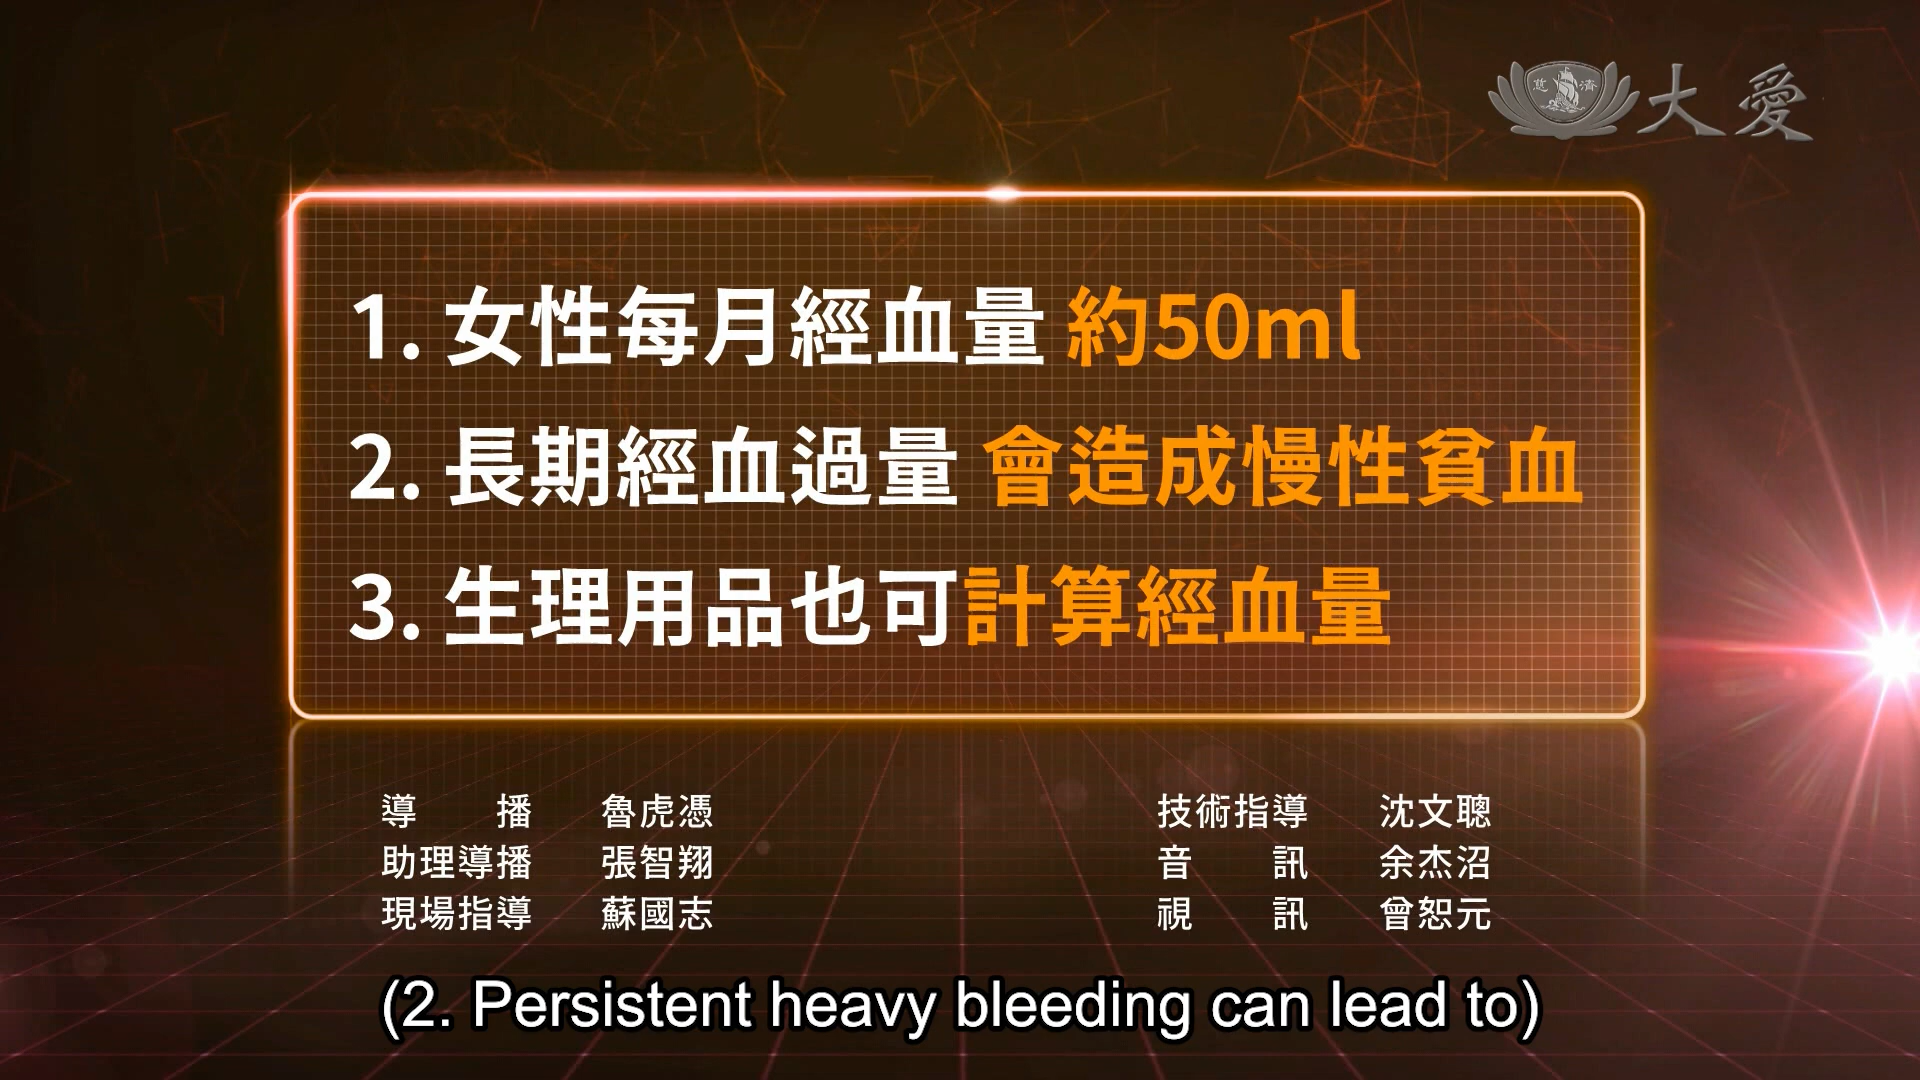 慈濟 大愛
1. 女性每月經血量 約50ml
2. 長期經血過量 會造成慢性貧血
3. 生理用品也可計算經血量
導播 魯虎憑
助理導播 張智翔
現場指導 蘇國志
技術指導 沈文聰
音訊 余杰沼
視訊 曾恕元
(2. Persistent heavy bleeding can lead to)